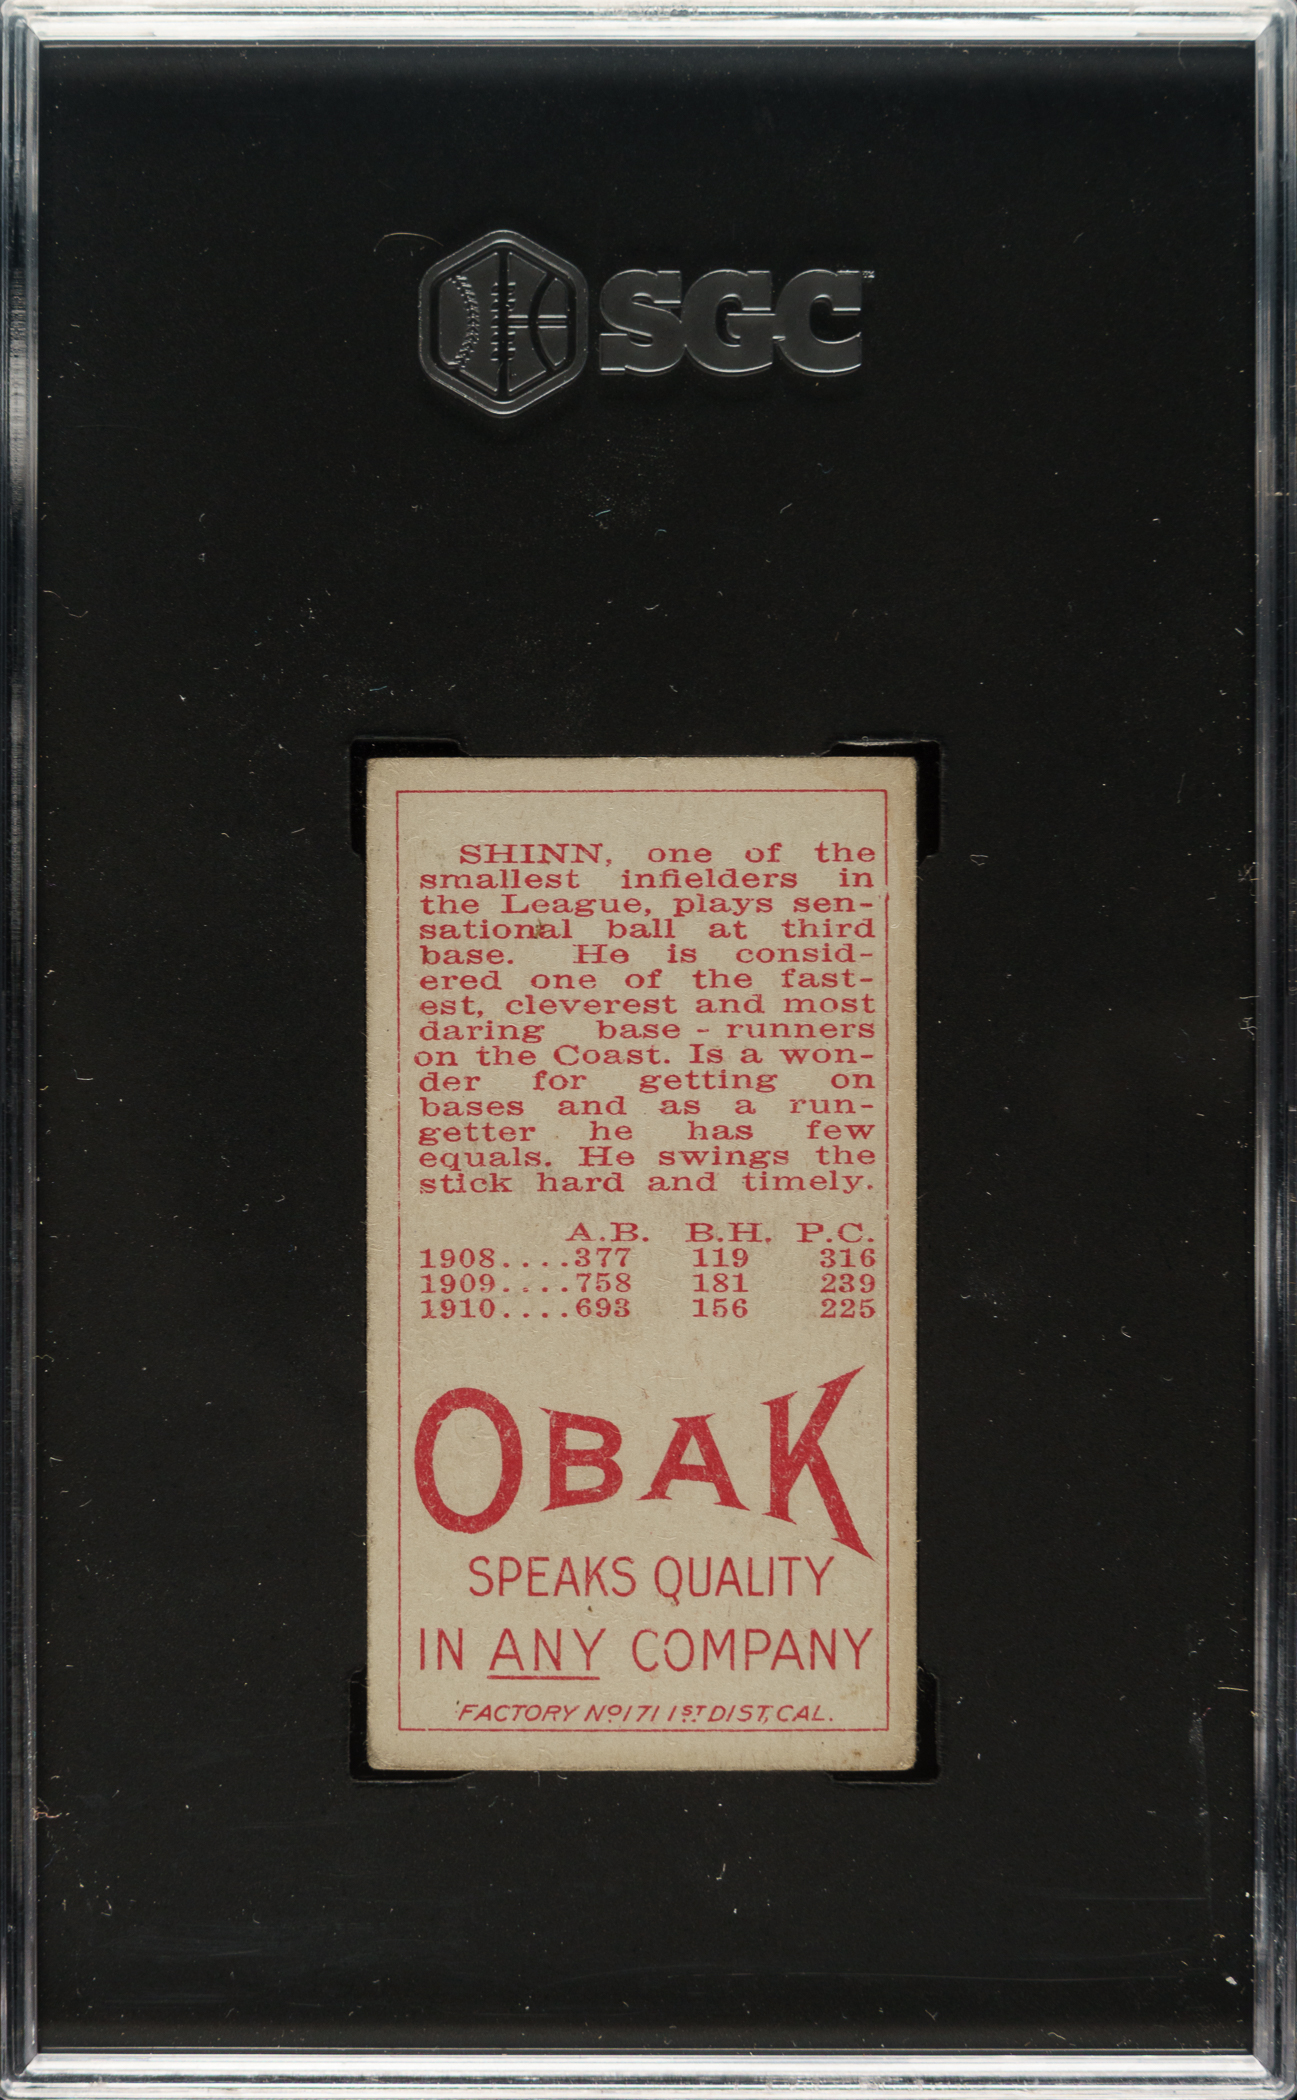 SGC™
SHINN, one of the
smallest infielders in
the League, plays sen-
sational ball at third
base. He is consid-
ered one of the fast-
est, cleverest and most
daring base - runners
on the Coast. Is a won-
der for getting on
bases and as a run-
getter he has few
equals. He swings the
stick hard and timely.
A.B. B.H. P.C.
1908....377 119 316
1909....758 181 239
1910....693 156 225
OBAK
SPEAKS QUALITY
IN ANY COMPANY
FACTORY Nº 171 1ST DIST, CAL.